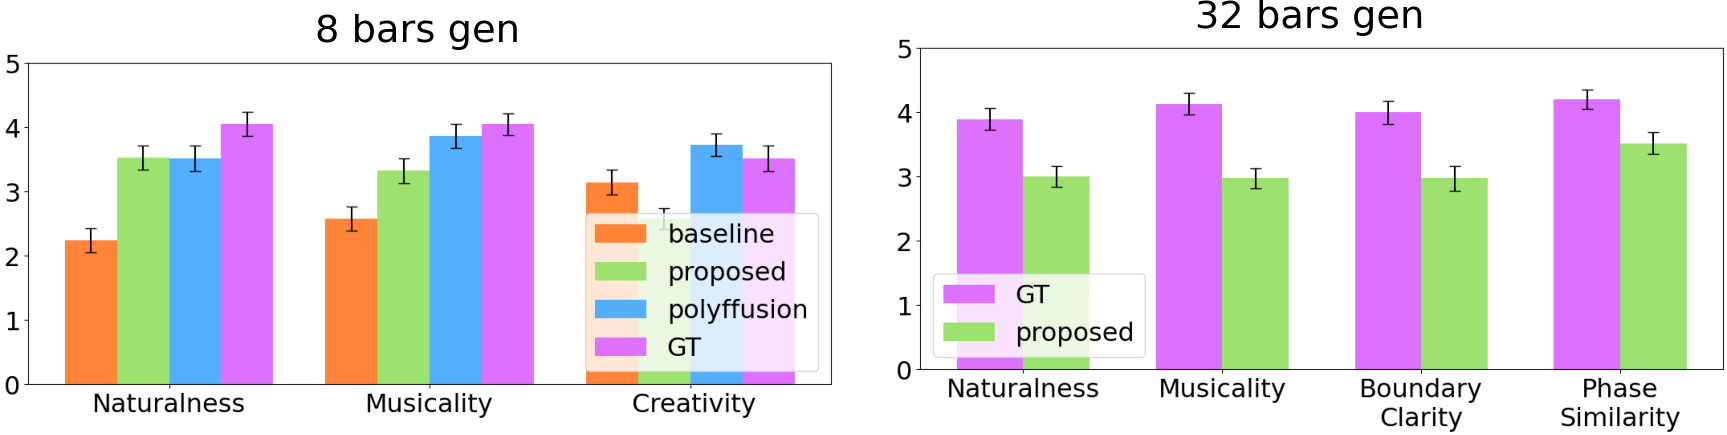 8 bars gen
5
4
3
2
1
0
Naturalness Musicality Creativity
baseline
proposed
polyffusion
GT
32 bars gen
5
4
3
2
1
0
Naturalness Musicality Boundary Phase
Clarity Similarity
GT
proposed